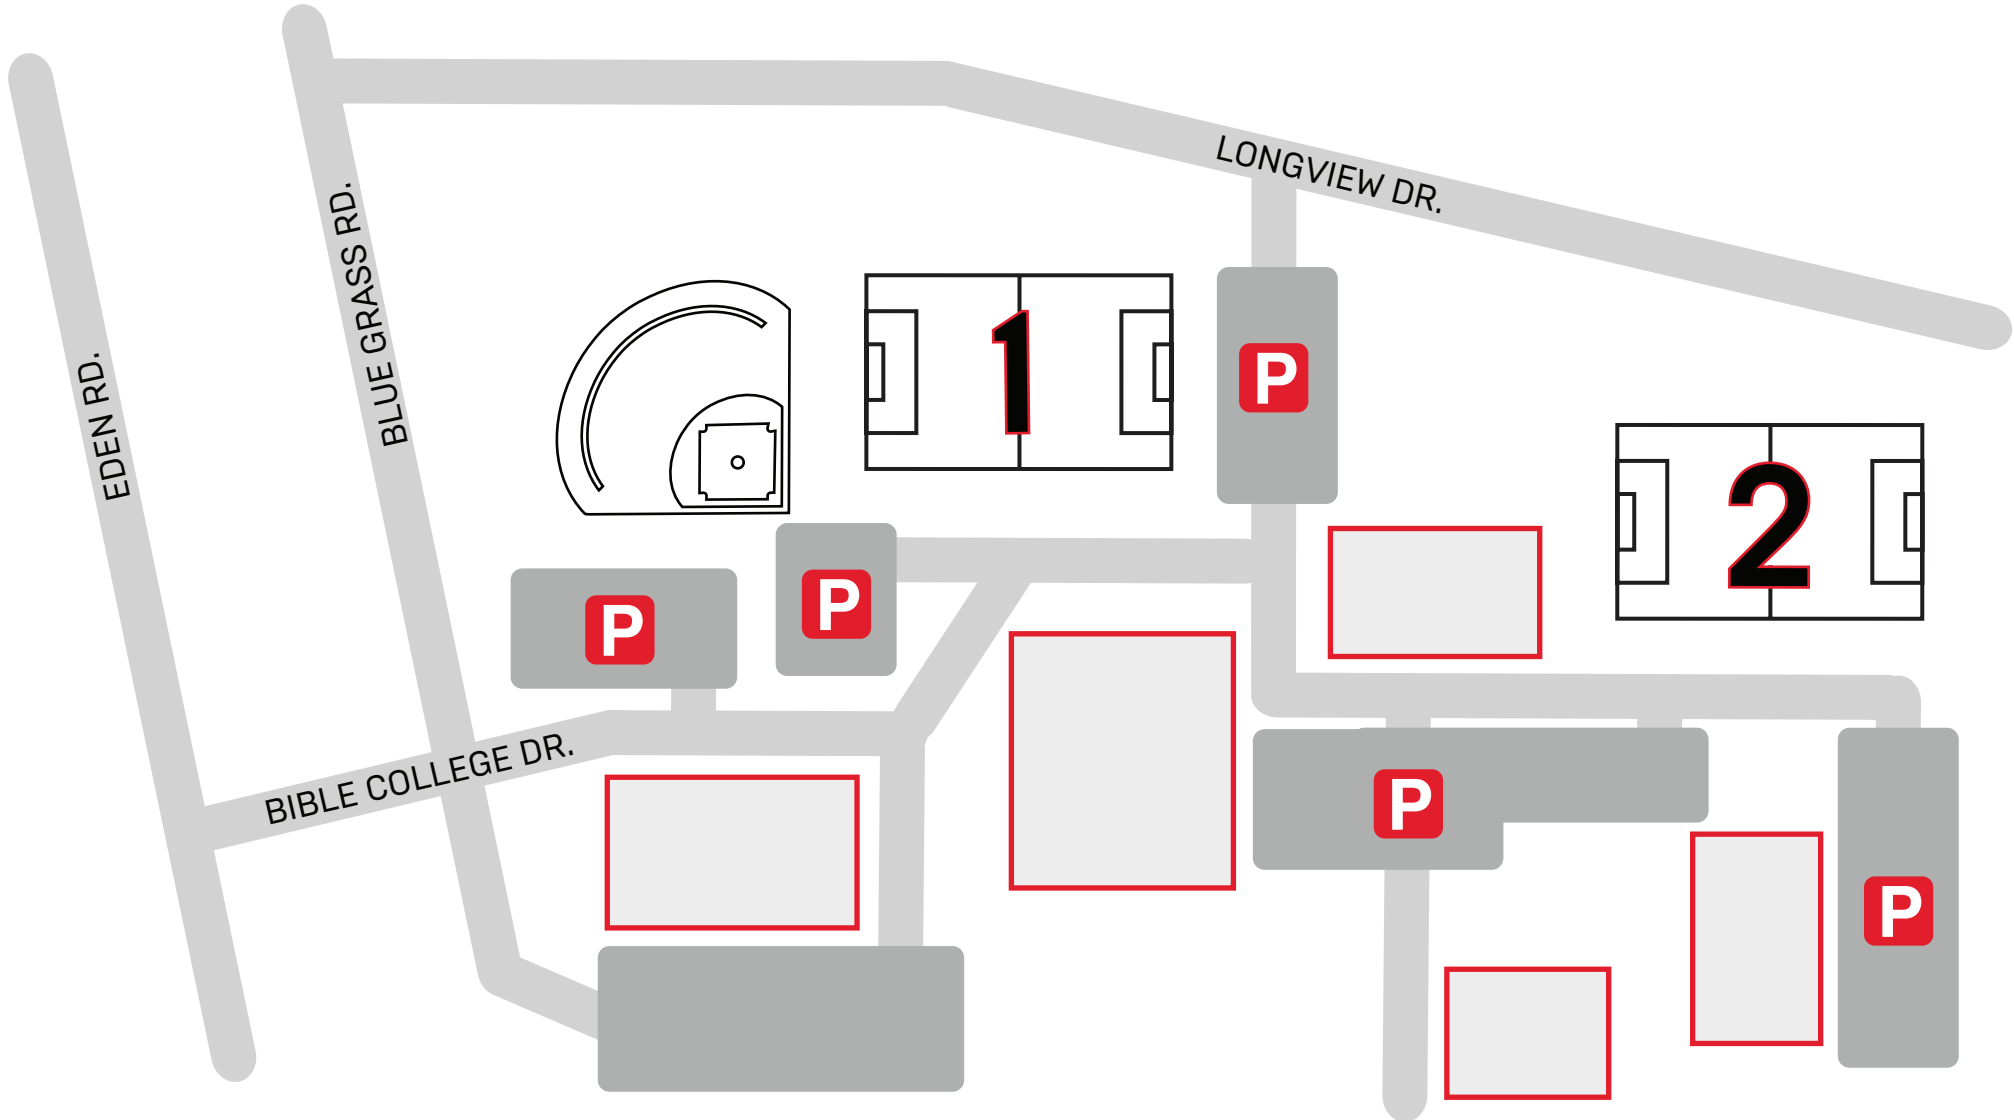 LONGVIEW DR.
BLUE GRASS RD.
EDEN RD.
1
P
2
P
P
BIBLE COLLEGE DR.
P
P